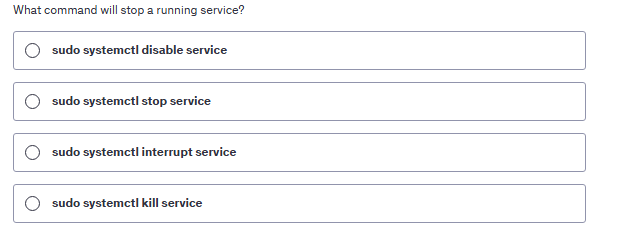 What command will stop a running service?
sudo systemctl disable service
sudo systemctl stop service
sudo systemctl interrupt service
sudo systemctl kill service